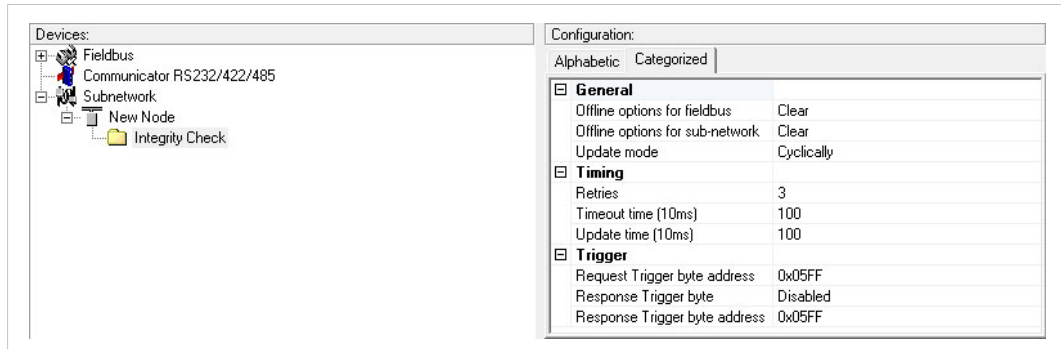 Devices:
Fieldbus
Communicator RS232/422/485
Subnetwork
New Node
Integrity Check
Configuration:
Alphabetic Categorized
General
Offline options for fieldbus Clear
Offline options for sub-network Clear
Update mode Cyclically
Timing
Retries 3
Timeout time (10ms) 100
Update time (10ms) 100
Trigger
Request Trigger byte address 0x05FF
Response Trigger byte Disabled
Response Trigger byte address 0x05FF